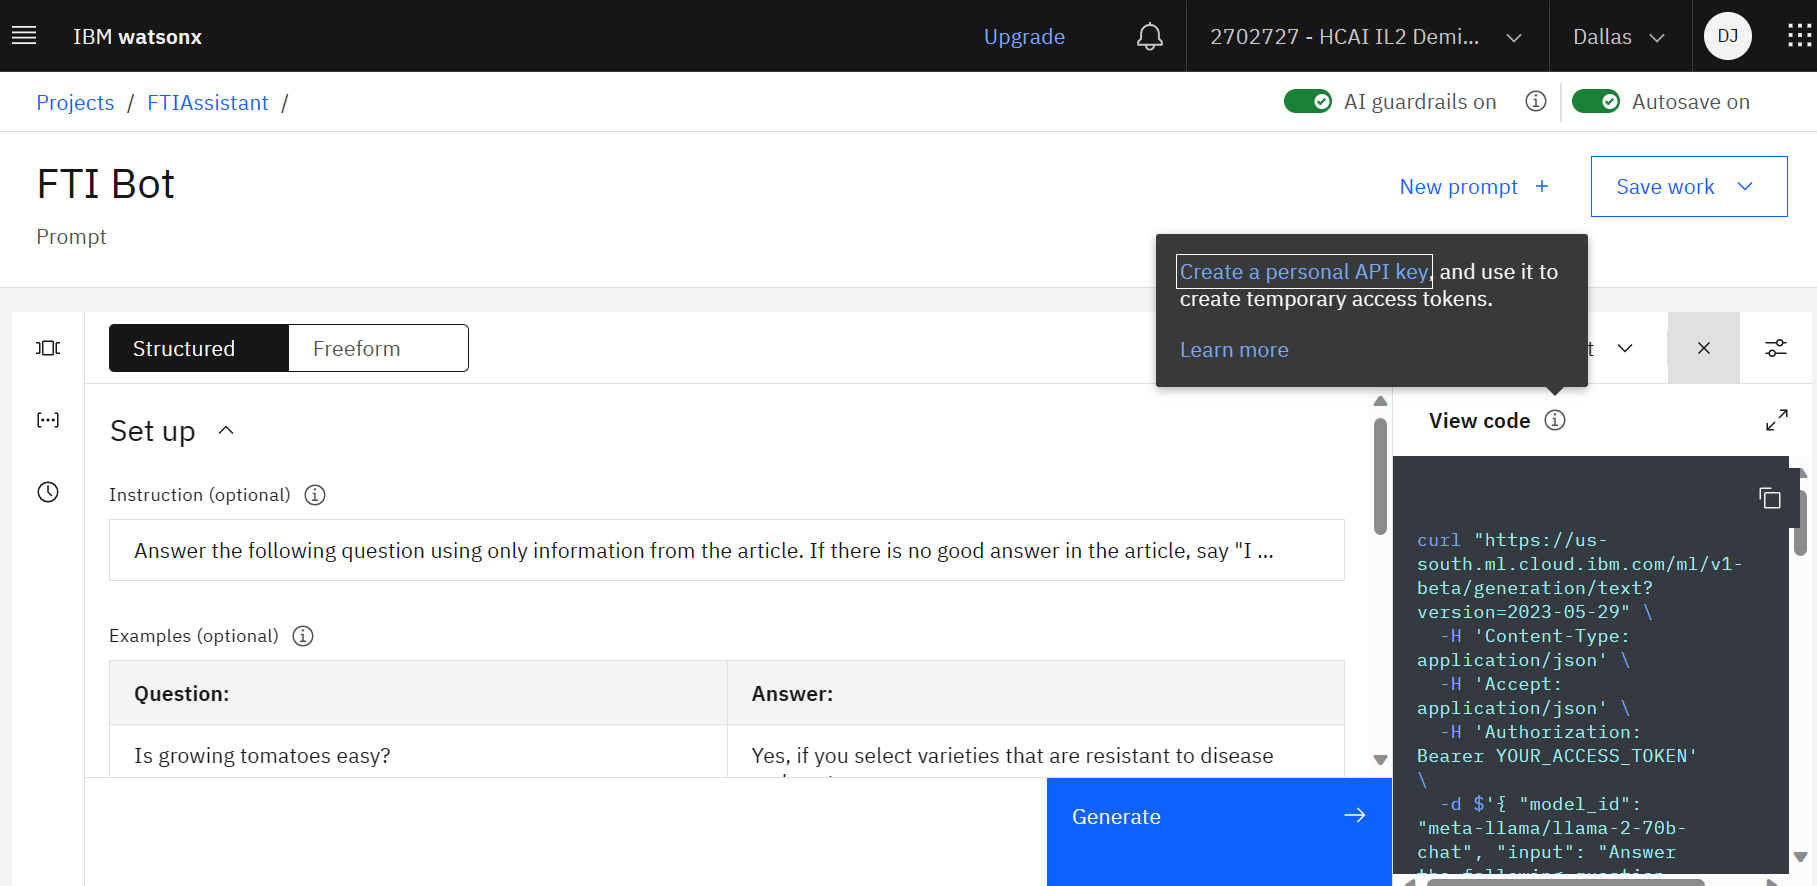 IBM watsonx
Upgrade
2702727 - HCAI IL2 Demi...
Dallas
DJ
Projects / FTIAssistant /
AI guardrails on
Autosave on
FTI Bot
New prompt +
Save work
Prompt
Create a personal API key, and use it to
create temporary access tokens.
Learn more
Structured
Freeform
t
Set up
View code
Instruction (optional)
Answer the following question using only information from the article. If there is no good answer in the article, say "I ...
Examples (optional)
Question:
Answer:
Is growing tomatoes easy?
Yes, if you select varieties that are resistant to disease
Generate
curl "https://us-
south.ml.cloud.ibm.com/ml/v1-
beta/generation/text?
version=2023-05-29" \
-H 'Content-Type:
application/json' \
-H 'Accept:
application/json' \
-H 'Authorization:
Bearer YOUR_ACCESS_TOKEN'
\
-d $'{ "model_id":
"meta-llama/llama-2-70b-
chat", "input": "Answer
the following question